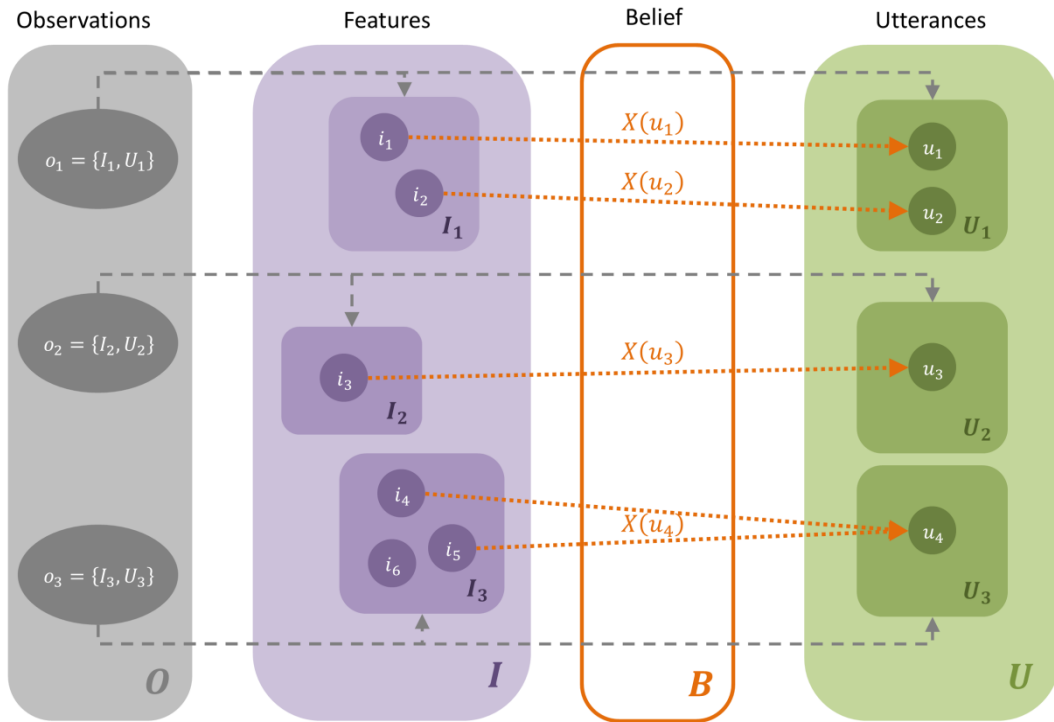 Observations Features Belief Utterances
o₁ = {I₁, U₁}
i₁
i₂
I₁
X(u₁)
X(u₂)
u₁
u₂
U₁
o₂ = {I₂, U₂}
i₃
I₂
X(u₃)
u₃
U₂
o₃ = {I₃, U₃}
i₄
i₅
i₆
I₃
X(u₄)
u₄
U₃
O I B U